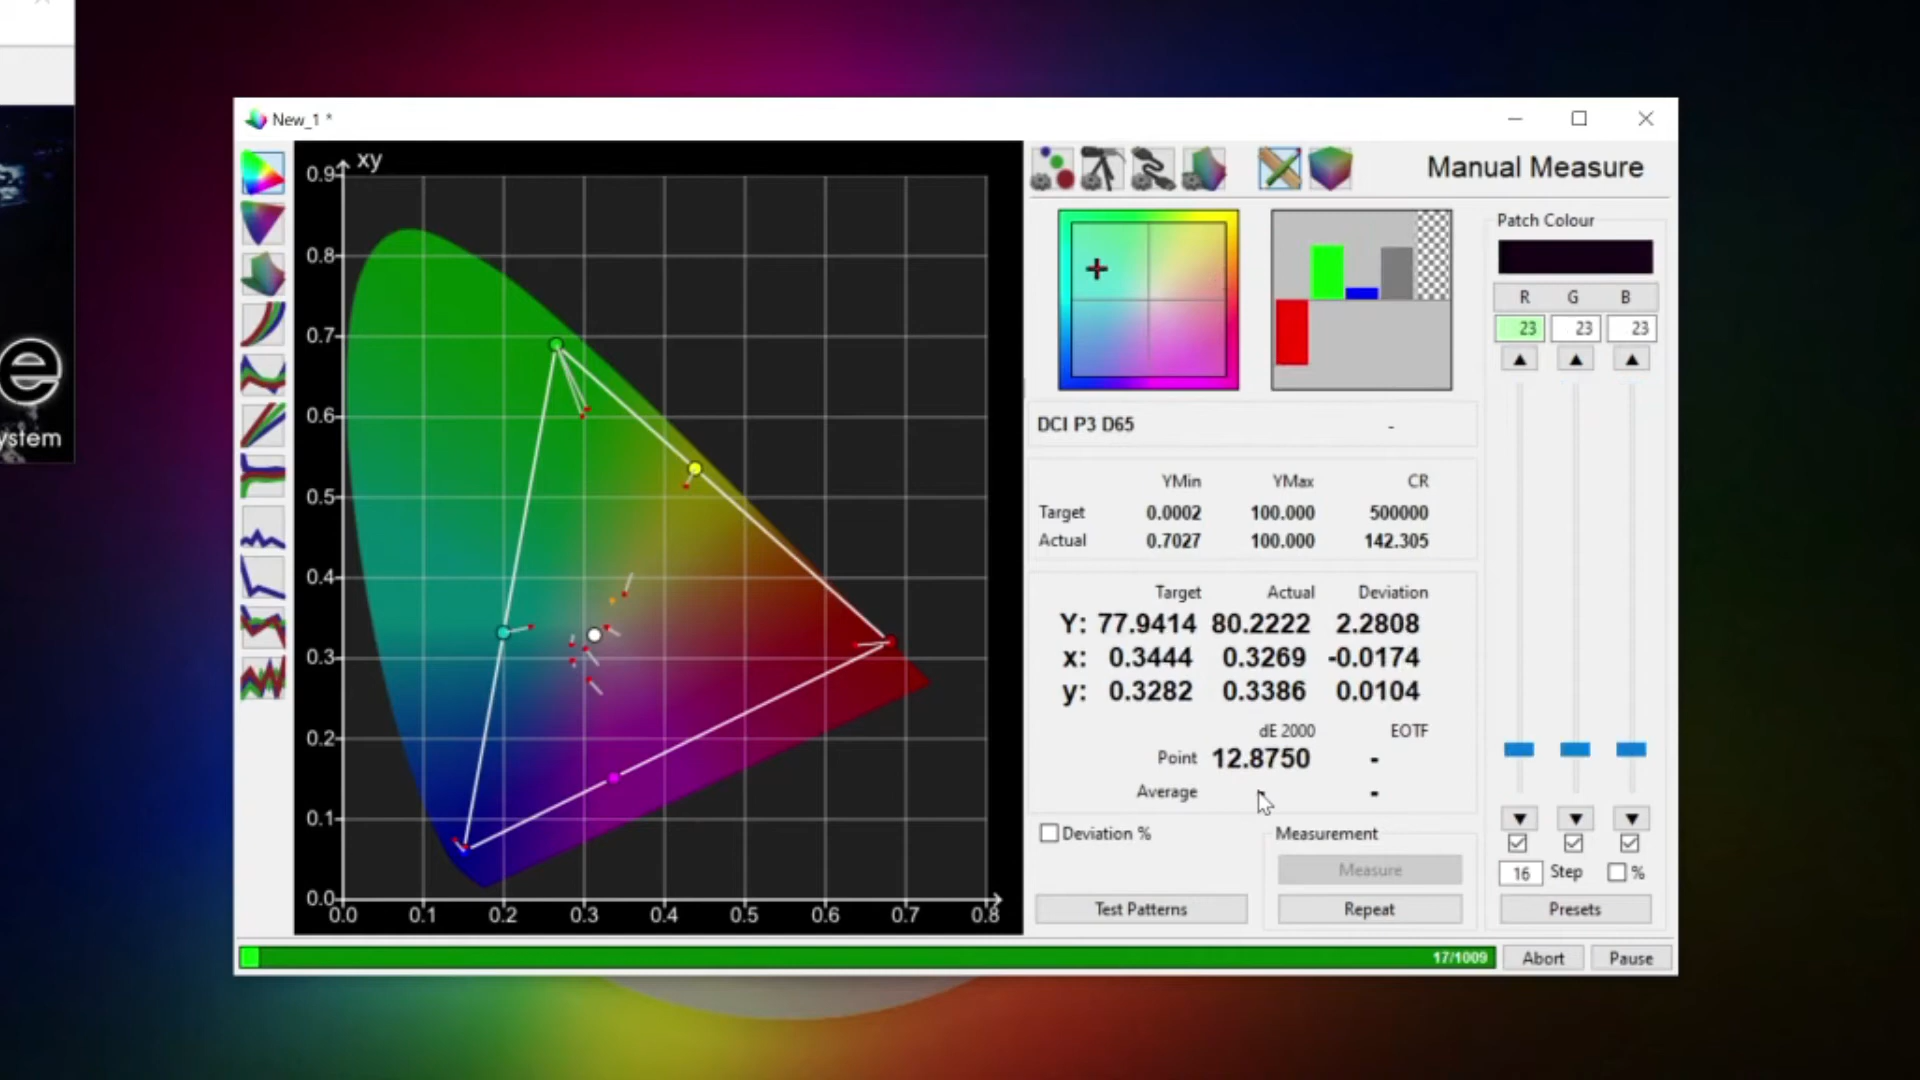 New_1 *
ystem
xy
0.9
0.8
0.7
0.6
0.5
0.4
0.3
0.2
0.1
0.0
0.0 0.1 0.2 0.3 0.4 0.5 0.6 0.7 0.8
Manual Measure
Patch Colour
R G B
23 23 23
DCI P3 D65 -
YMin YMax CR
Target 0.0002 100.000 500000
Actual 0.7027 100.000 142.305
Target Actual Deviation
Y: 77.9414 80.2222 2.2808
x: 0.3444 0.3269 -0.0174
y: 0.3282 0.3386 0.0104
dE 2000 EOTF
Point 12.8750 -
Average - -
Deviation %
Measurement
Measure
16 Step %
Test Patterns Repeat Presets
17/1009 Abort Pause